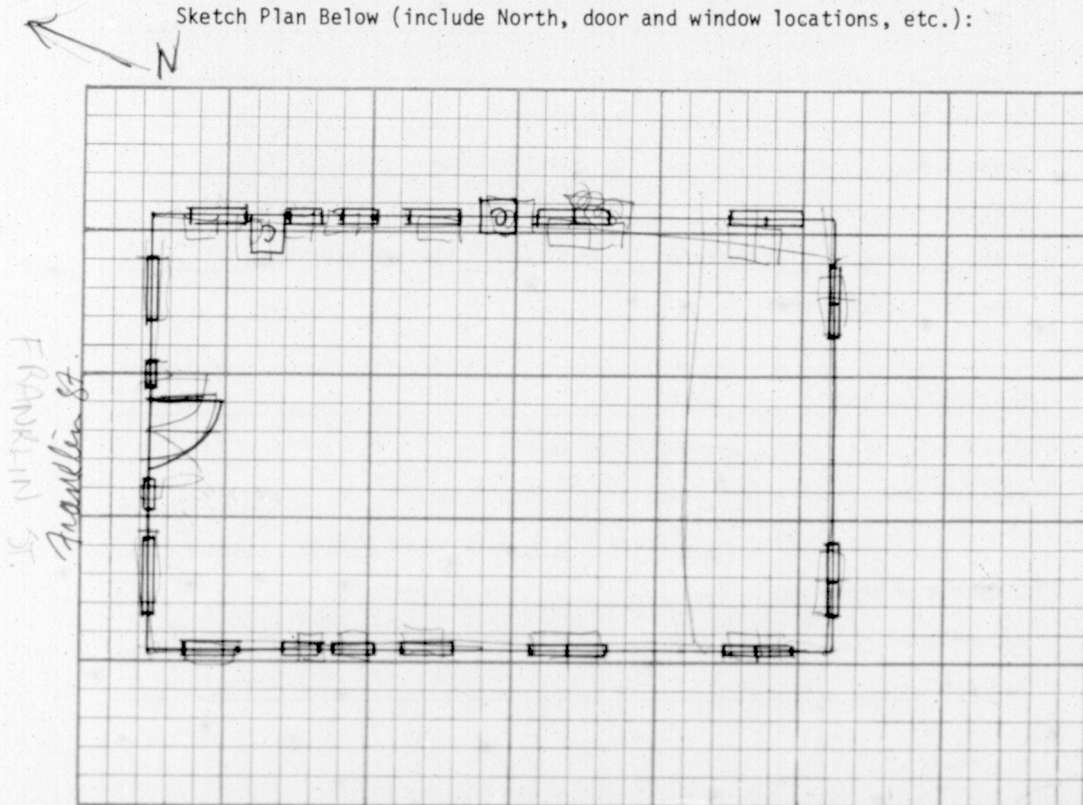 Sketch Plan Below (include North, door and window locations, etc.):
N
FRANKLIN ST.
Franklin St.